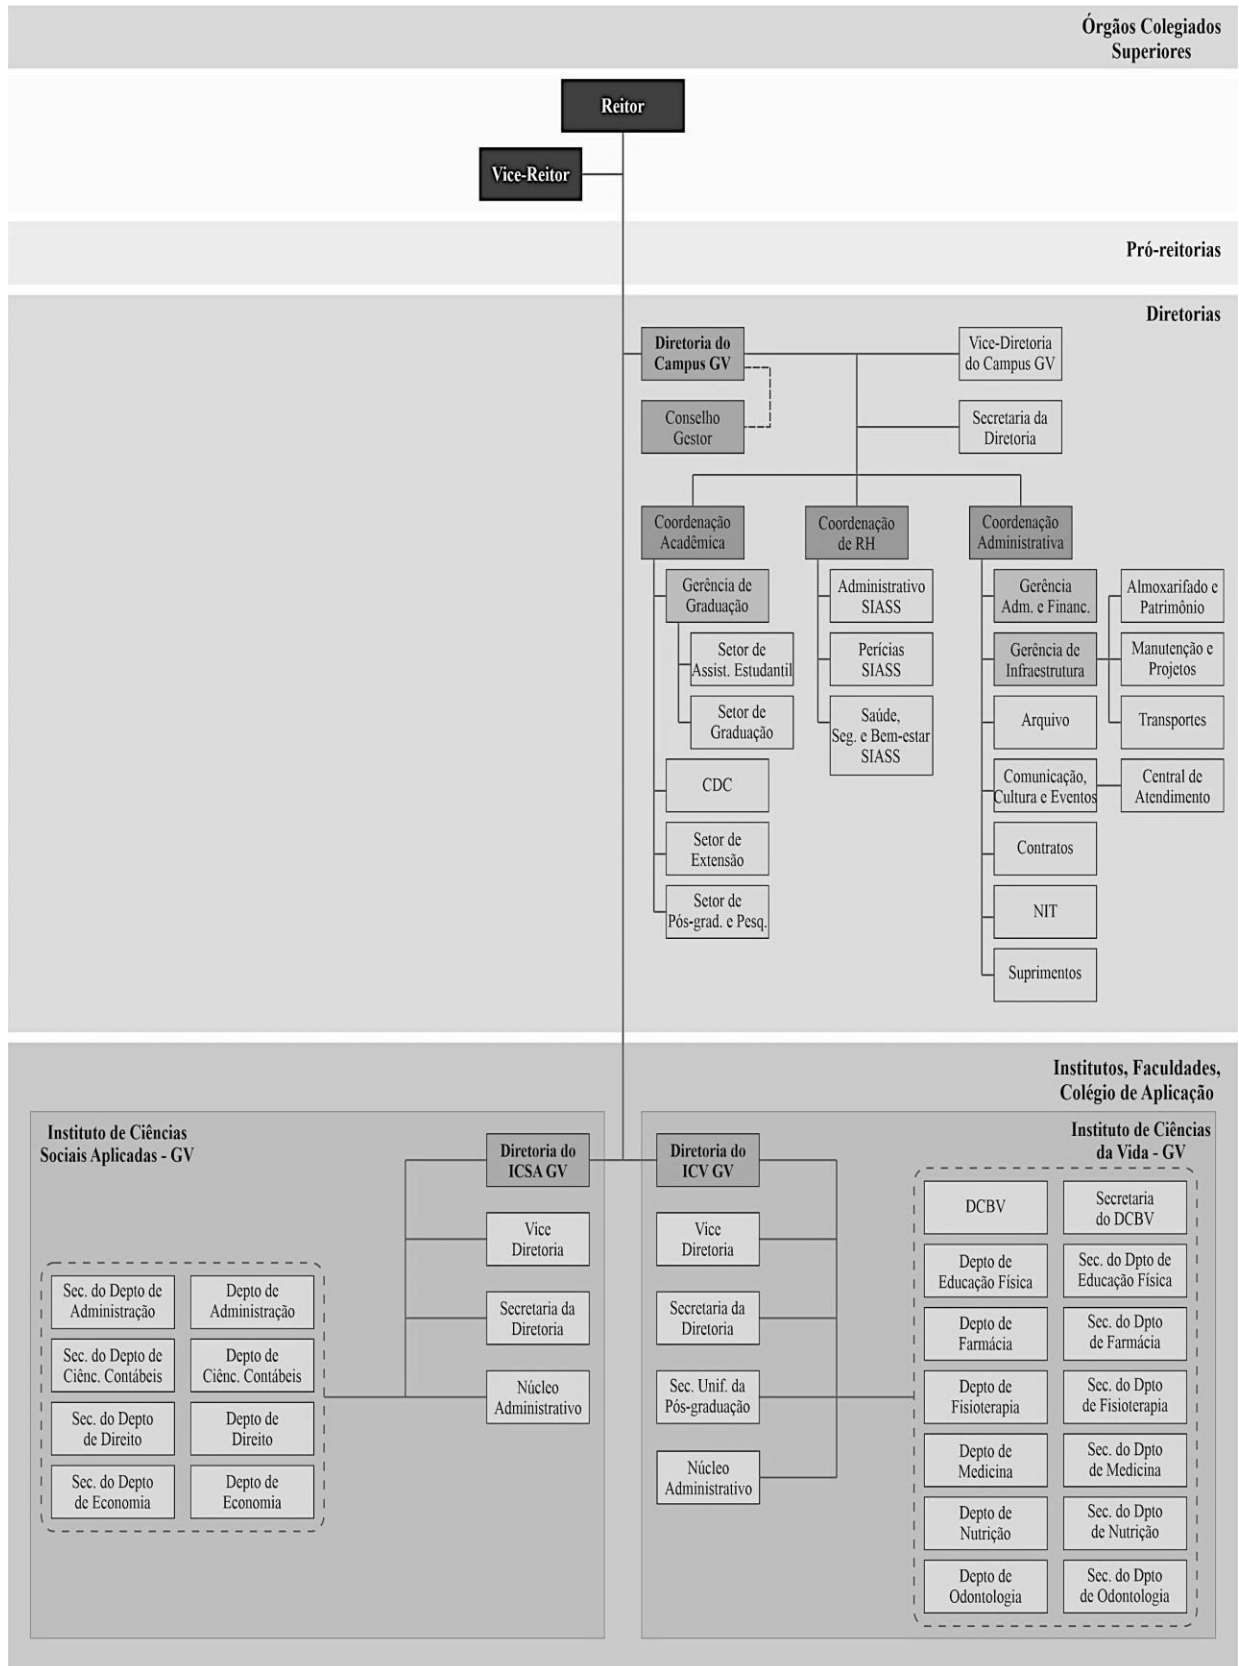 Órgãos Colegiados
Superiores
Reitor
Vice-Reitor
Pró-reitorias
Diretorias
Diretoria do
Campus GV
Vice-Diretoria
do Campus GV
Conselho
Gestor
Secretaria da
Diretoria
Coordenação
Acadêmica
Coordenação
de RH
Coordenação
Administrativa
Gerência de
Graduação
Setor de
Assist. Estudantil
Setor de
Graduação
CDC
Setor de
Extensão
Setor de
Pós-grad. e Pesq.
Administrativo
SIASS
Perícias
SIASS
Saúde,
Seg. e Bem-estar
SIASS
Gerência
Adm. e Financ.
Gerência de
Infraestrutura
Arquivo
Comunicação,
Cultura e Eventos
Contratos
NIT
Suprimentos
Almoxarifado e
Patrimônio
Manutenção e
Projetos
Transportes
Central de
Atendimento
Institutos, Faculdades,
Colégio de Aplicação
Instituto de Ciências
Sociais Aplicadas - GV
Diretoria do
ICSA GV
Vice
Diretoria
Secretaria da
Diretoria
Núcleo
Administrativo
Sec. do Depto de
Administração
Depto de
Administração
Sec. do Depto de
Ciênc. Contábeis
Depto de
Ciênc. Contábeis
Sec. do Depto
de Direito
Depto de
Direito
Sec. do Depto
de Economia
Depto de
Economia
Instituto de Ciências
da Vida - GV
Diretoria do
ICV GV
Vice
Diretoria
Secretaria da
Diretoria
Sec. Unif. da
Pós-graduação
Núcleo
Administrativo
DCBV
Secretaria
do DCBV
Depto de
Educação Física
Sec. do Dpto de
Educação Física
Depto de
Farmácia
Sec. do Dpto
de Farmácia
Depto de
Fisioterapia
Sec. do Dpto
de Fisioterapia
Depto de
Medicina
Sec. do Dpto
de Medicina
Depto de
Nutrição
Sec. do Dpto
de Nutrição
Depto de
Odontologia
Sec. do Dpto
de Odontologia